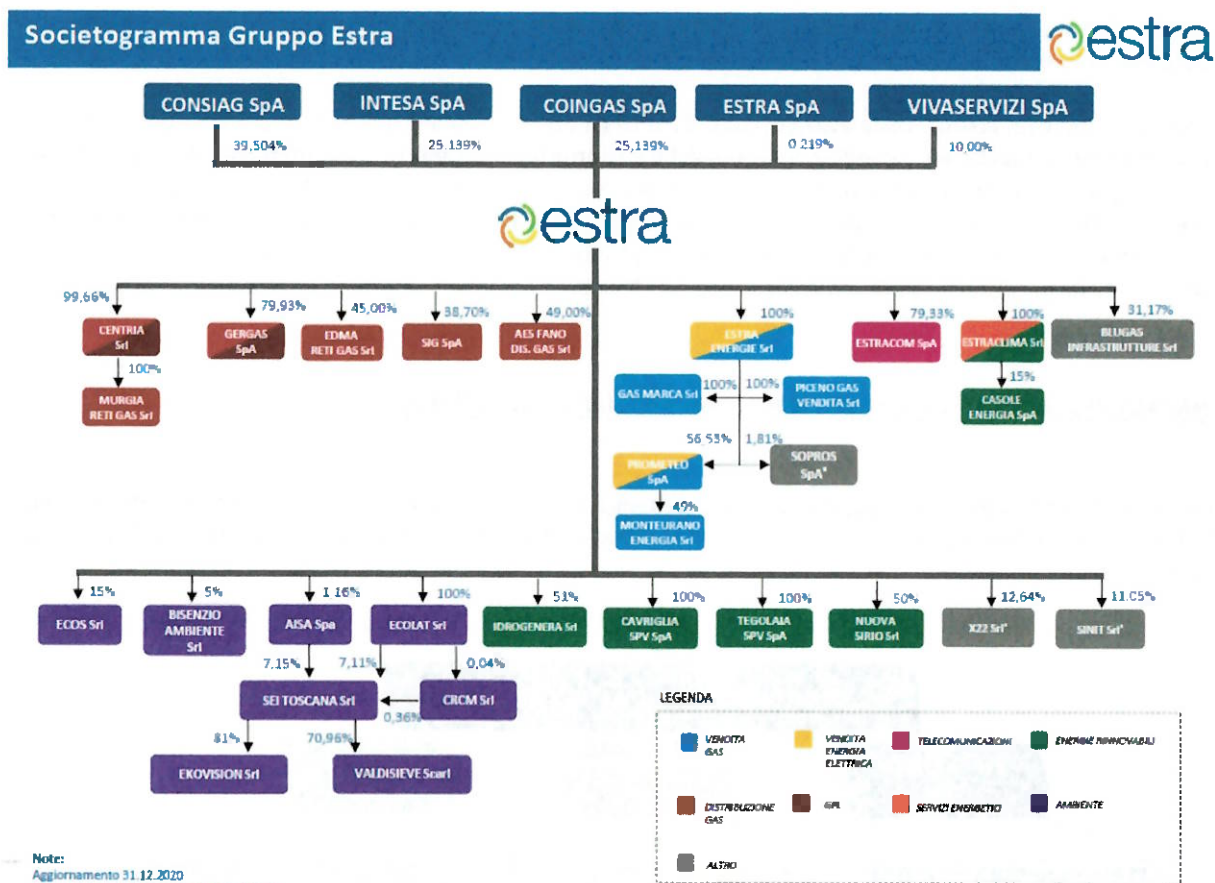 Societogramma Gruppo Estra
estra
CONSIAG SpA
INTESA SpA
COINGAS SpA
ESTRA SpA
VIVASERVIZI SpA
39,504%
25.139%
25,139%
0.219%
10,00%
estra
99,66%
79,93%
45,00%
38,70%
49,00%
100%
79,33%
100%
31,17%
CENTRIA
Srl
GERGAS
SpA
EDMA
RETI GAS Srl
SIG SpA
AES FANO
DIS. GAS Srl
ESTRA
ENERGIE Srl
ESTRACOM SpA
ESTRACLIMA Srl
BLUGAS
INFRASTRUTTURE Srl
100%
15%
MURGIA
RETI GAS Srl
GAS MARCA Srl
100%
100%
PICENO GAS
VENDITA Srl
CASOLE
ENERGIA SpA
56,53%
1,81%
PROMETEO
SpA
SOPROS
SpA*
49%
MONTEURANO
ENERGIA Srl
15%
5%
1.16%
100%
51%
100%
100%
50%
12,64%
11.05%
ECOS Srl
BISENZIO
AMBIENTE
Srl
AISA Spa
ECOLAT Srl
IDROGENERA Srl
CAVRIGLIA
SPV SpA
TEGOLAIA
SPV SpA
NUOVA
SIRIO Srl
X22 Srl*
SINIT Srl*
7,15%
7,11%
0,04%
SEI TOSCANA Srl
CRCM Srl
0,36%
81%
70,96%
EKOVISION Srl
VALDISIEVE Scarl
LEGENDA
VENDITA
GAS
VENDITA
ENERGIA
ELETTRICA
TELECOMUNICAZIONI
ENERGIE RINNOVABILI
DISTRIBUZIONE
GAS
GPL
SERVIZI ENERGETICI
AMBIENTE
ALTRO
Note:
Aggiornamento 31.12.2020